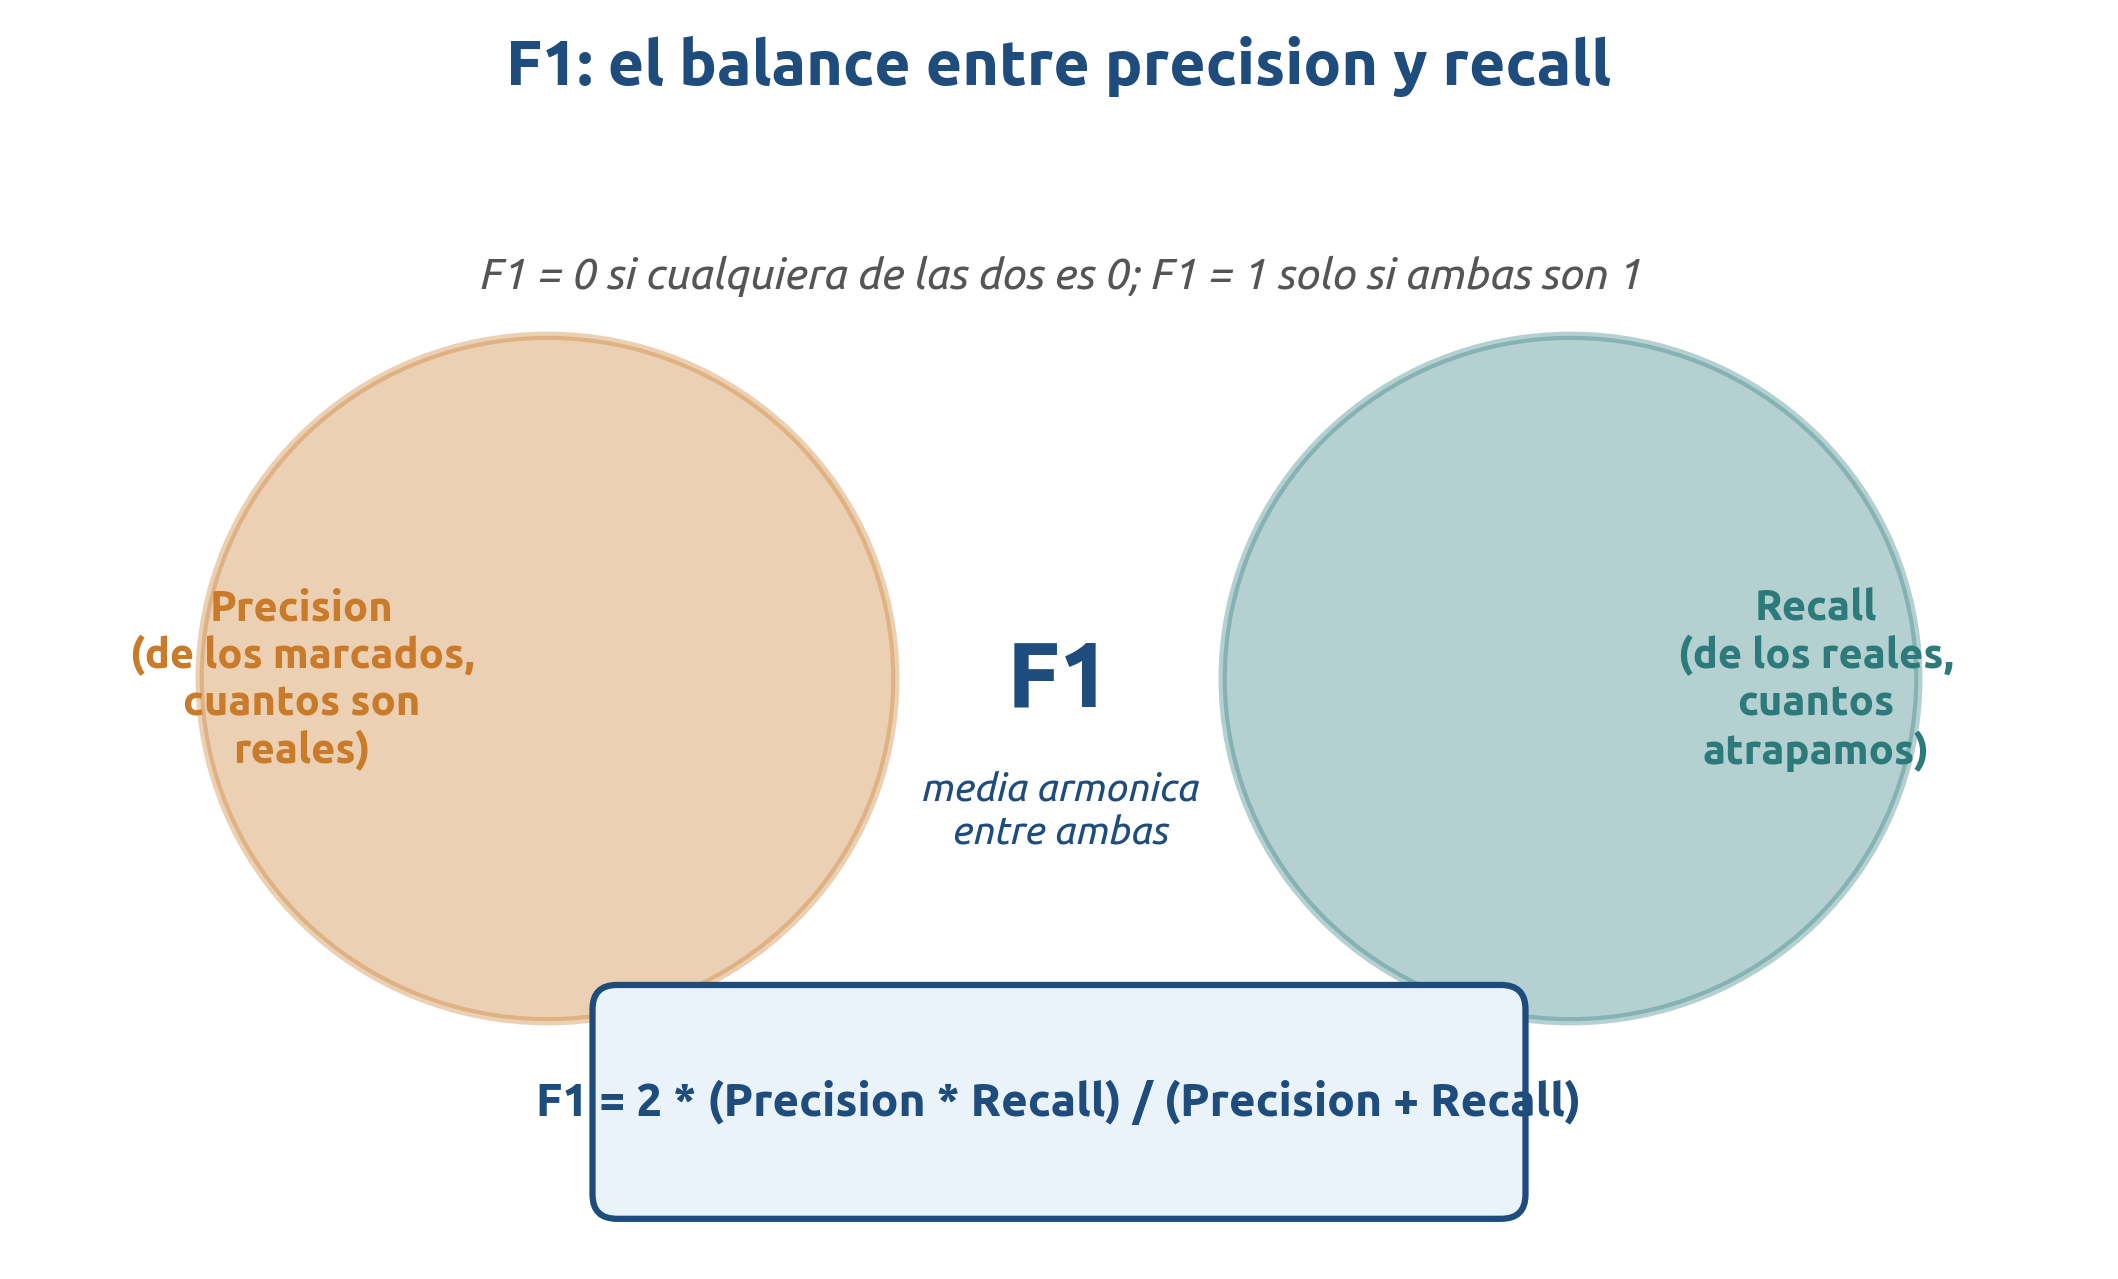 F1: el balance entre precision y recall
F1 = 0 si cualquiera de las dos es 0; F1 = 1 solo si ambas son 1
Precision
(de los marcados,
cuantos son
reales)
F1
media armonica
entre ambas
Recall
(de los reales,
cuantos
atrapamos)
F1 = 2 * (Precision * Recall) / (Precision + Recall)